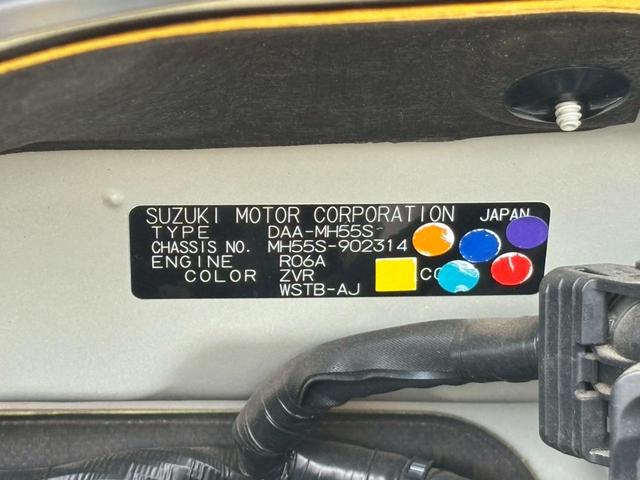 SUZUKI MOTOR CORPORATION JAPAN
TYPE DAA-MH55S-
CHASSIS NO. MH55S-902314
ENGINE R06A
COLOR ZVR
WSTB-AJ